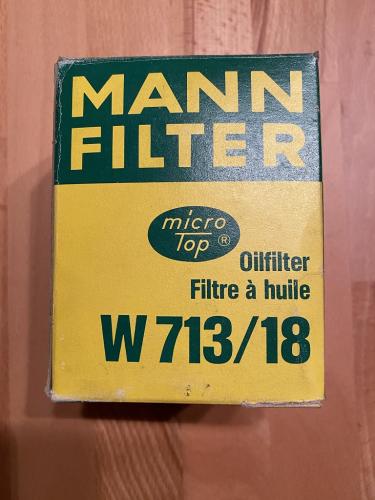 MANN
FILTER
micro
Top ®
Oilfilter
Filtre à huile
W 713/18